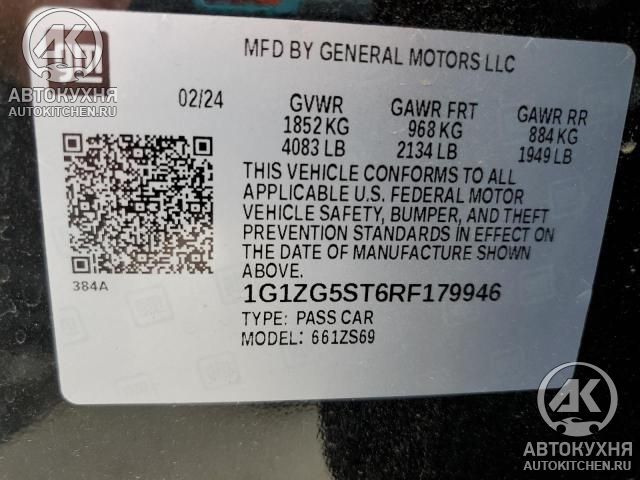 MFD BY GENERAL MOTORS LLC
gm
АК
АВТОКУХНЯ
AUTOKITCHEN.RU
02/24 GVWR GAWR FRT GAWR RR
1852 KG 968 KG 884 KG
4083 LB 2134 LB 1949 LB
THIS VEHICLE CONFORMS TO ALL
APPLICABLE U.S. FEDERAL MOTOR
VEHICLE SAFETY, BUMPER, AND THEFT
PREVENTION STANDARDS IN EFFECT ON
THE DATE OF MANUFACTURE SHOWN
ABOVE.
384A
1G1ZG5ST6RF179946
TYPE: PASS CAR
MODEL: 661ZS69
АК
АВТОКУХНЯ
AUTOKITCHEN.RU